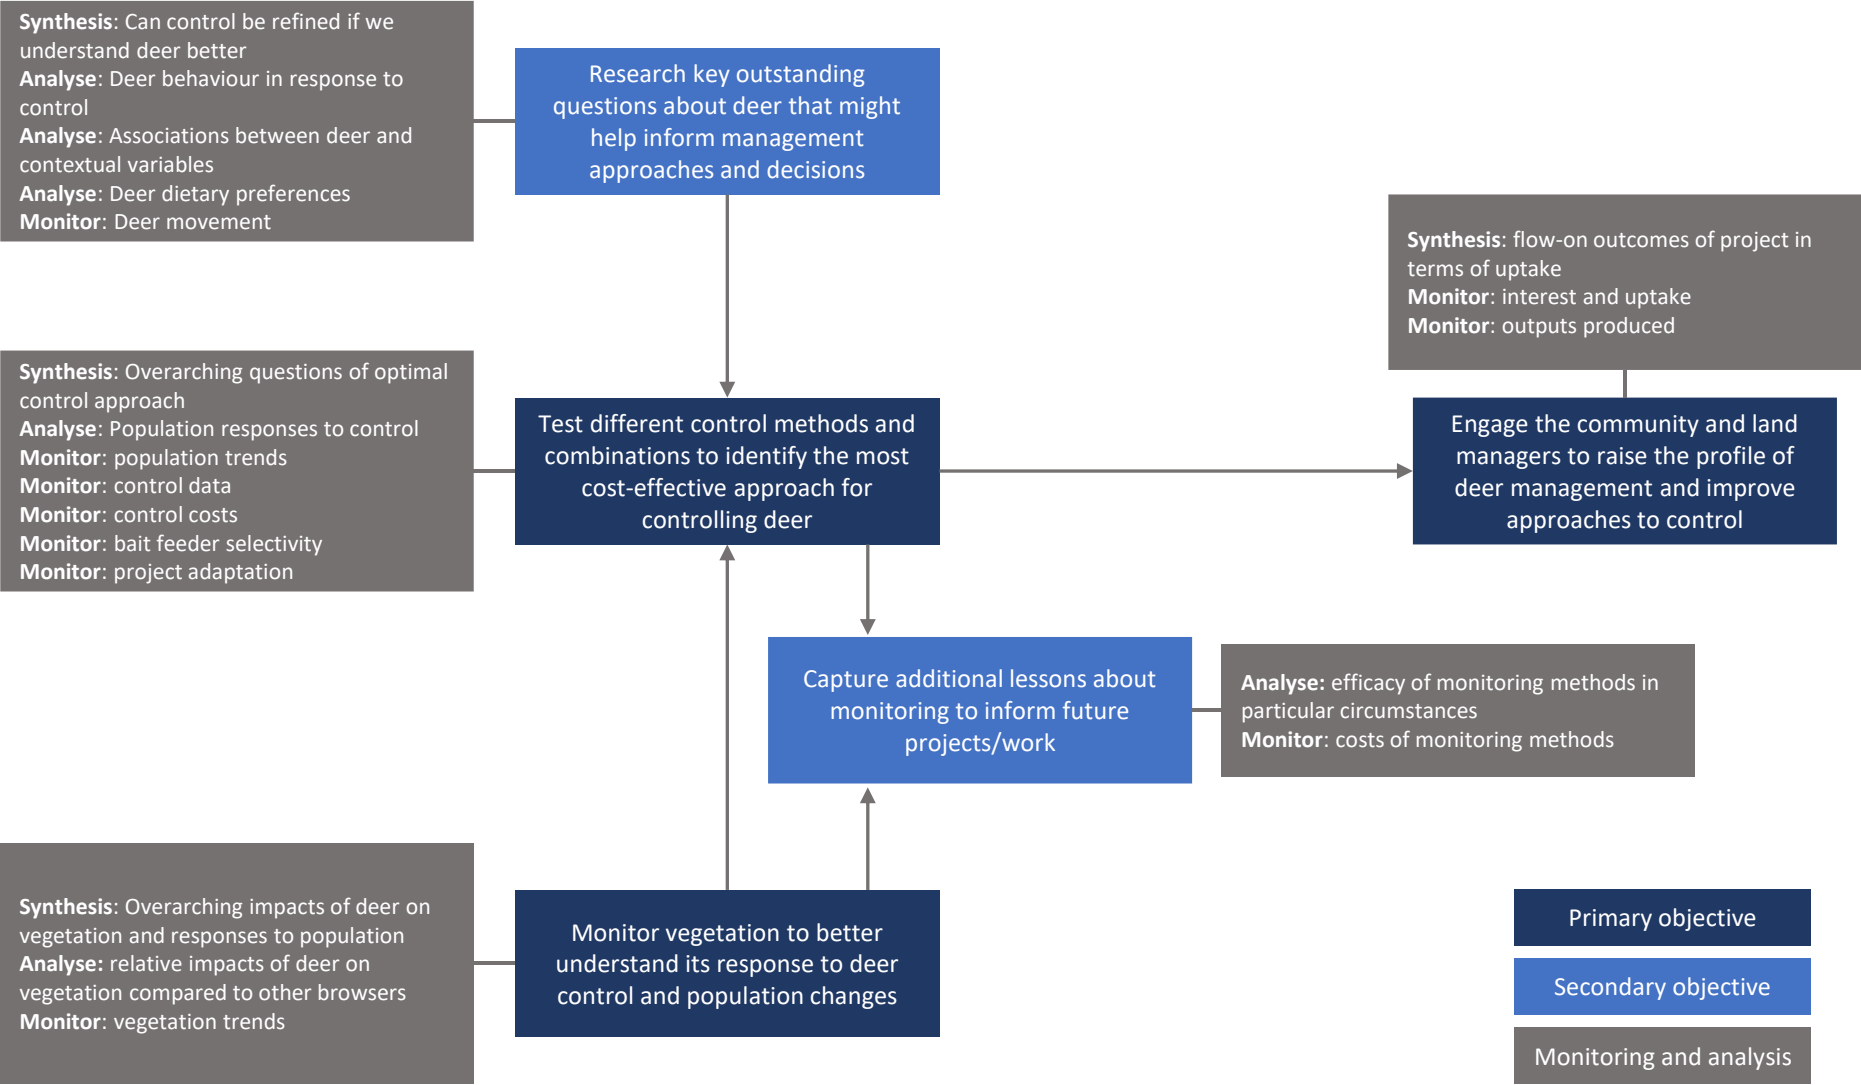 Synthesis: Can control be refined if we
understand deer better
Analyse: Deer behaviour in response to
control
Analyse: Associations between deer and
contextual variables
Analyse: Deer dietary preferences
Monitor: Deer movement
Research key outstanding
questions about deer that might
help inform management
approaches and decisions
Synthesis: flow-on outcomes of project in
terms of uptake
Monitor: interest and uptake
Monitor: outputs produced
Synthesis: Overarching questions of optimal
control approach
Analyse: Population responses to control
Monitor: population trends
Monitor: control data
Monitor: control costs
Monitor: bait feeder selectivity
Monitor: project adaptation
Test different control methods and
combinations to identify the most
cost-effective approach for
controlling deer
Engage the community and land
managers to raise the profile of
deer management and improve
approaches to control
Capture additional lessons about
monitoring to inform future
projects/work
Analyse: efficacy of monitoring methods in
particular circumstances
Monitor: costs of monitoring methods
Synthesis: Overarching impacts of deer on
vegetation and responses to population
Analyse: relative impacts of deer on
vegetation compared to other browsers
Monitor: vegetation trends
Monitor vegetation to better
understand its response to deer
control and population changes
Primary objective
Secondary objective
Monitoring and analysis